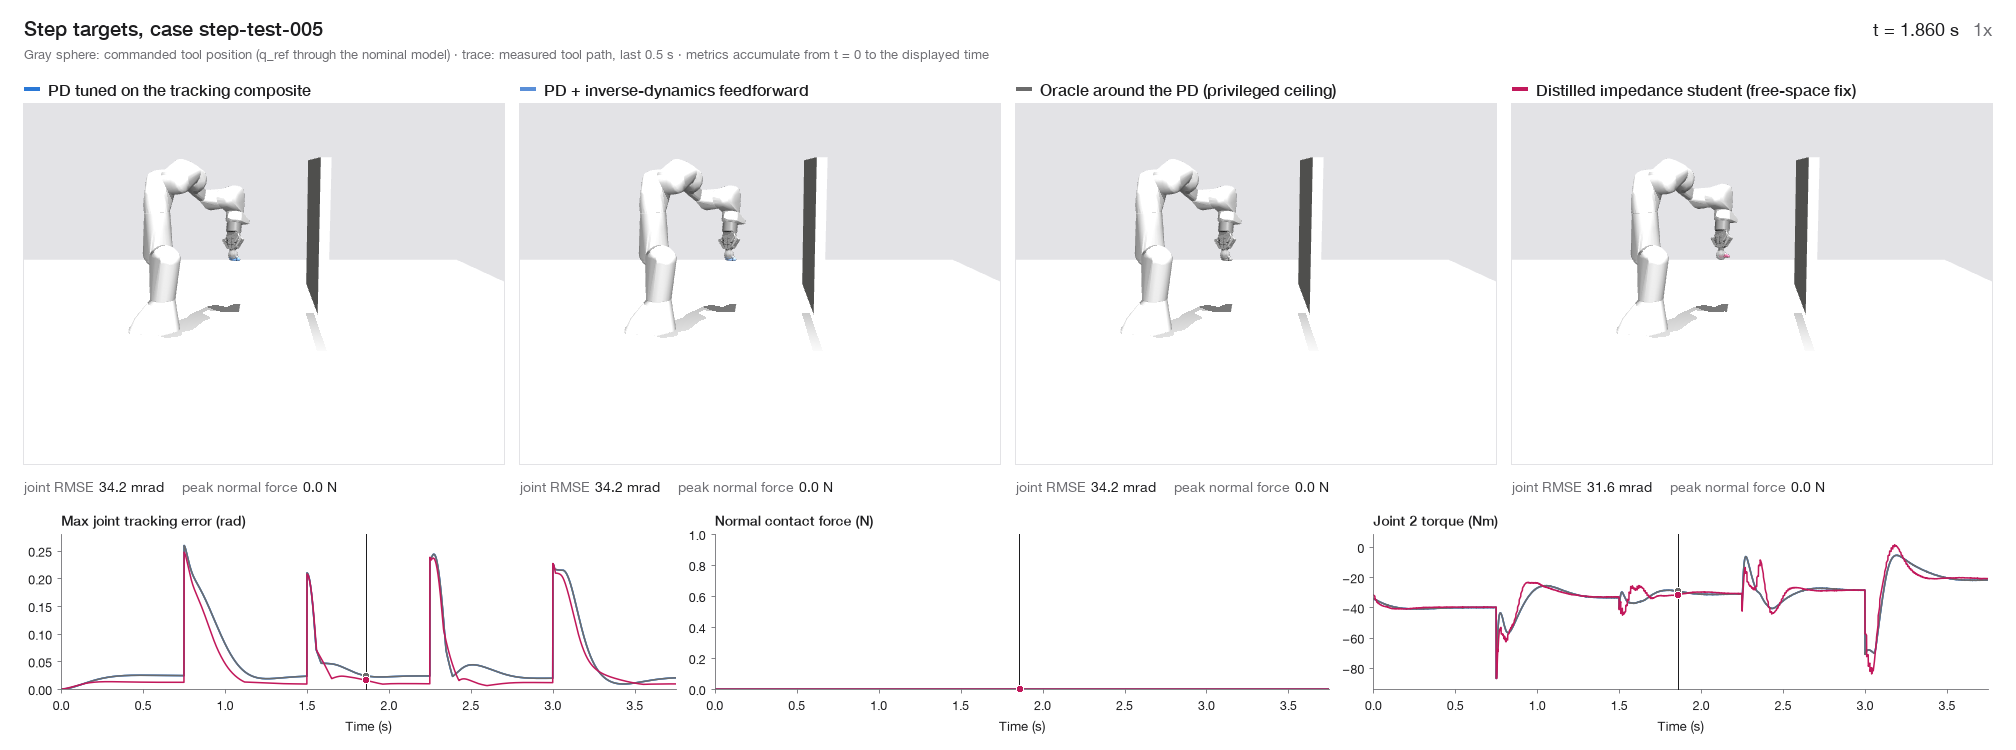 Step targets, case step-test-005
t = 1.860 s 1x
Gray sphere: commanded tool position (q_ref through the nominal model) · trace: measured tool path, last 0.5 s · metrics accumulate from t = 0 to the displayed time
PD tuned on the tracking composite
PD + inverse-dynamics feedforward
Oracle around the PD (privileged ceiling)
Distilled impedance student (free-space fix)
joint RMSE 34.2 mrad peak normal force 0.0 N
joint RMSE 34.2 mrad peak normal force 0.0 N
joint RMSE 34.2 mrad peak normal force 0.0 N
joint RMSE 31.6 mrad peak normal force 0.0 N
Max joint tracking error (rad)
0.25
0.20
0.15
0.10
0.05
0.00
0.0 0.5 1.0 1.5 2.0 2.5 3.0 3.5
Time (s)
Normal contact force (N)
1.0
0.8
0.6
0.4
0.2
0.0
0.0 0.5 1.0 1.5 2.0 2.5 3.0 3.5
Time (s)
Joint 2 torque (Nm)
0
−20
−40
−60
−80
0.0 0.5 1.0 1.5 2.0 2.5 3.0 3.5
Time (s)